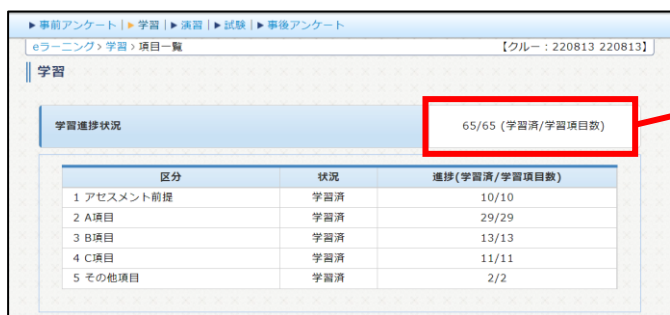 ▶事前アンケート|▶学習|▶演習|▶試験|▶事後アンケート
eラーニング>学習>項目一覧 【クルー：220813 220813】
学習
学習進捗状況 65/65 (学習済/学習項目数)
区分 状況 進捗(学習済/学習項目数)
1 アセスメント前提 学習済 10/10
2 A項目 学習済 29/29
3 B項目 学習済 13/13
4 C項目 学習済 11/11
5 その他項目 学習済 2/2